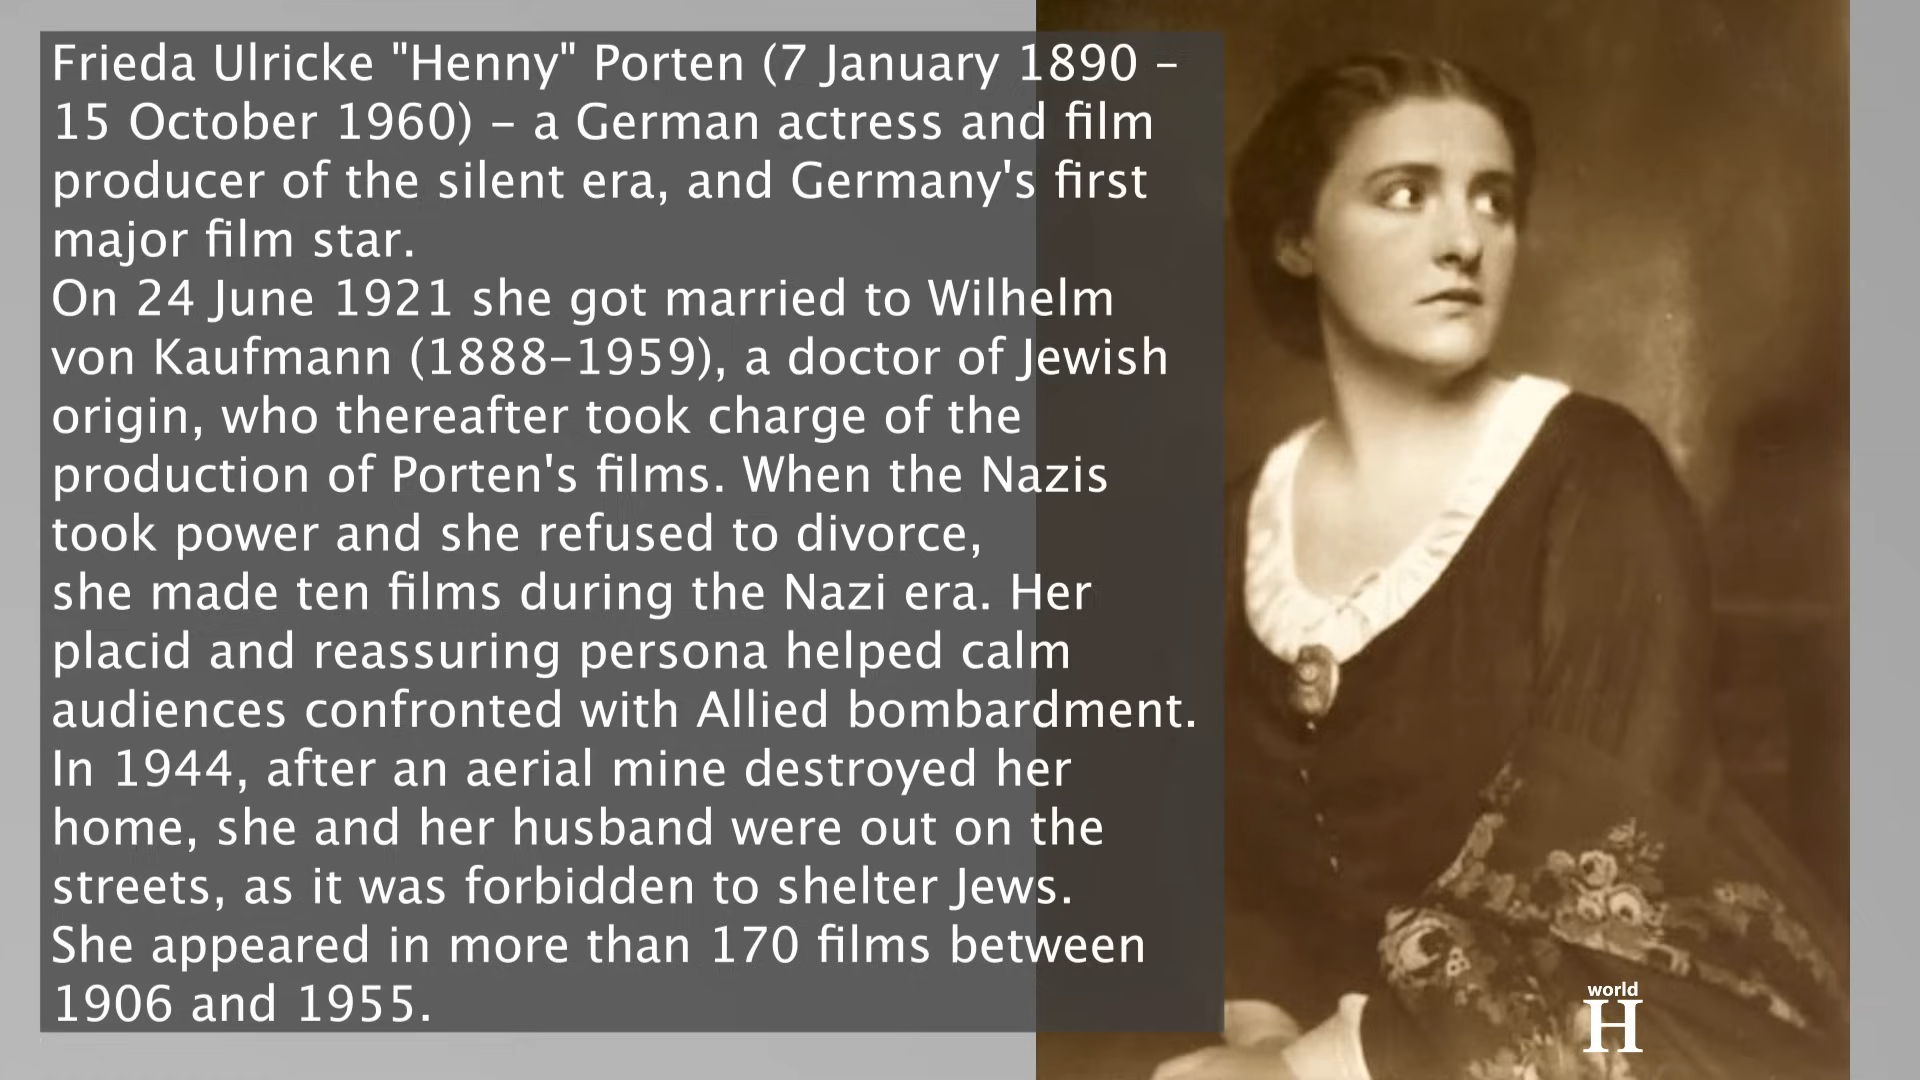 Frieda Ulricke "Henny" Porten (7 January 1890 –
15 October 1960) – a German actress and film
producer of the silent era, and Germany's first
major film star.
On 24 June 1921 she got married to Wilhelm
von Kaufmann (1888–1959), a doctor of Jewish
origin, who thereafter took charge of the
production of Porten's films. When the Nazis
took power and she refused to divorce,
she made ten films during the Nazi era. Her
placid and reassuring persona helped calm
audiences confronted with Allied bombardment.
In 1944, after an aerial mine destroyed her
home, she and her husband were out on the
streets, as it was forbidden to shelter Jews.
She appeared in more than 170 films between
1906 and 1955.
world
H